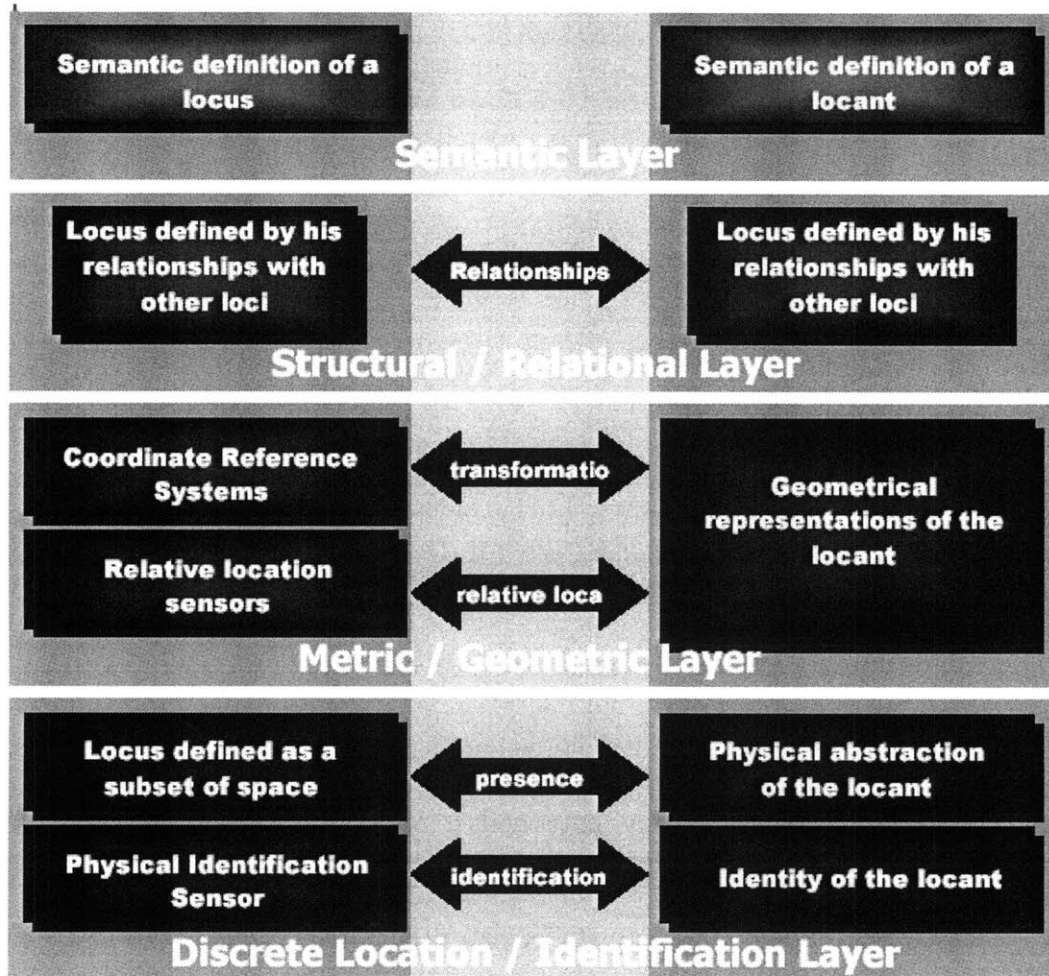 Semantic definition of a
locus
Semantic definition of a
locant
Semantic Layer
Locus defined by his
relationships with
other loci
Relationships
Locus defined by his
relationships with
other loci
Structural / Relational Layer
Coordinate Reference
Systems
transformatio
Geometrical
representations of the
locant
Relative location
sensors
relative loca
Metric / Geometric Layer
Locus defined as a
subset of space
presence
Physical abstraction
of the locant
Physical Identification
Sensor
identification
Identity of the locant
Discrete Location / Identification Layer